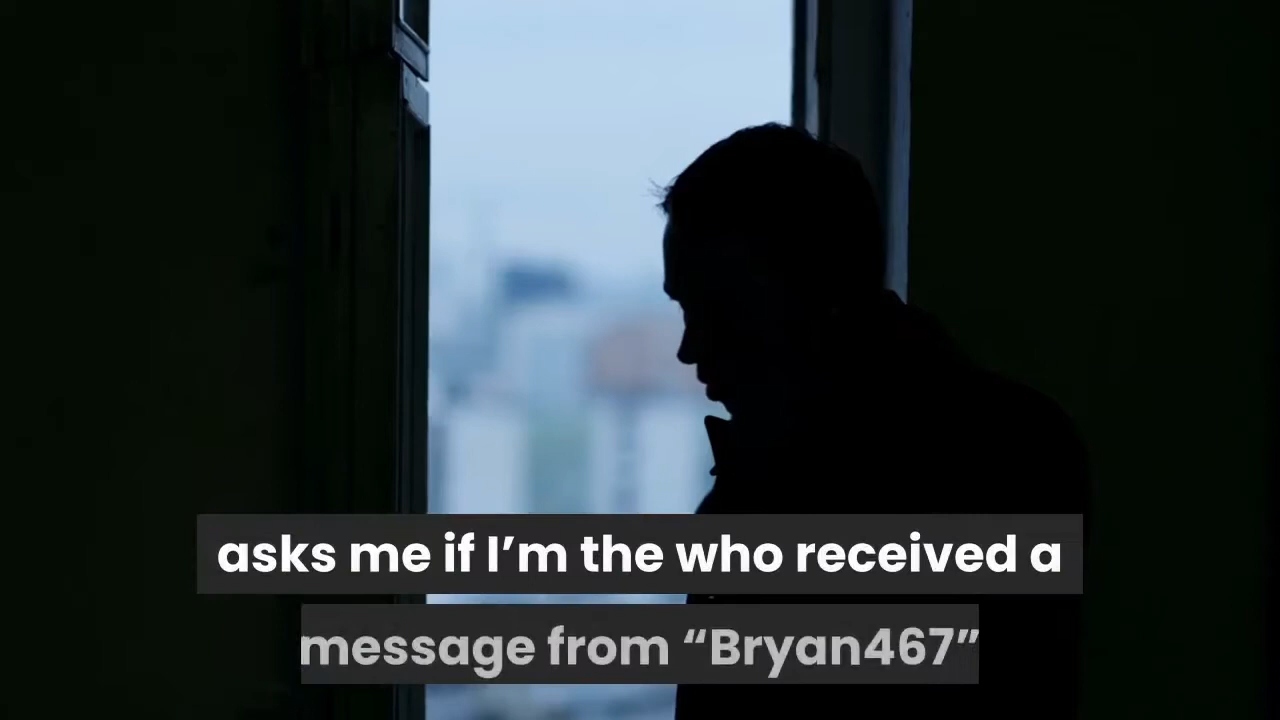 asks me if I’m the who received a
message from “Bryan467”